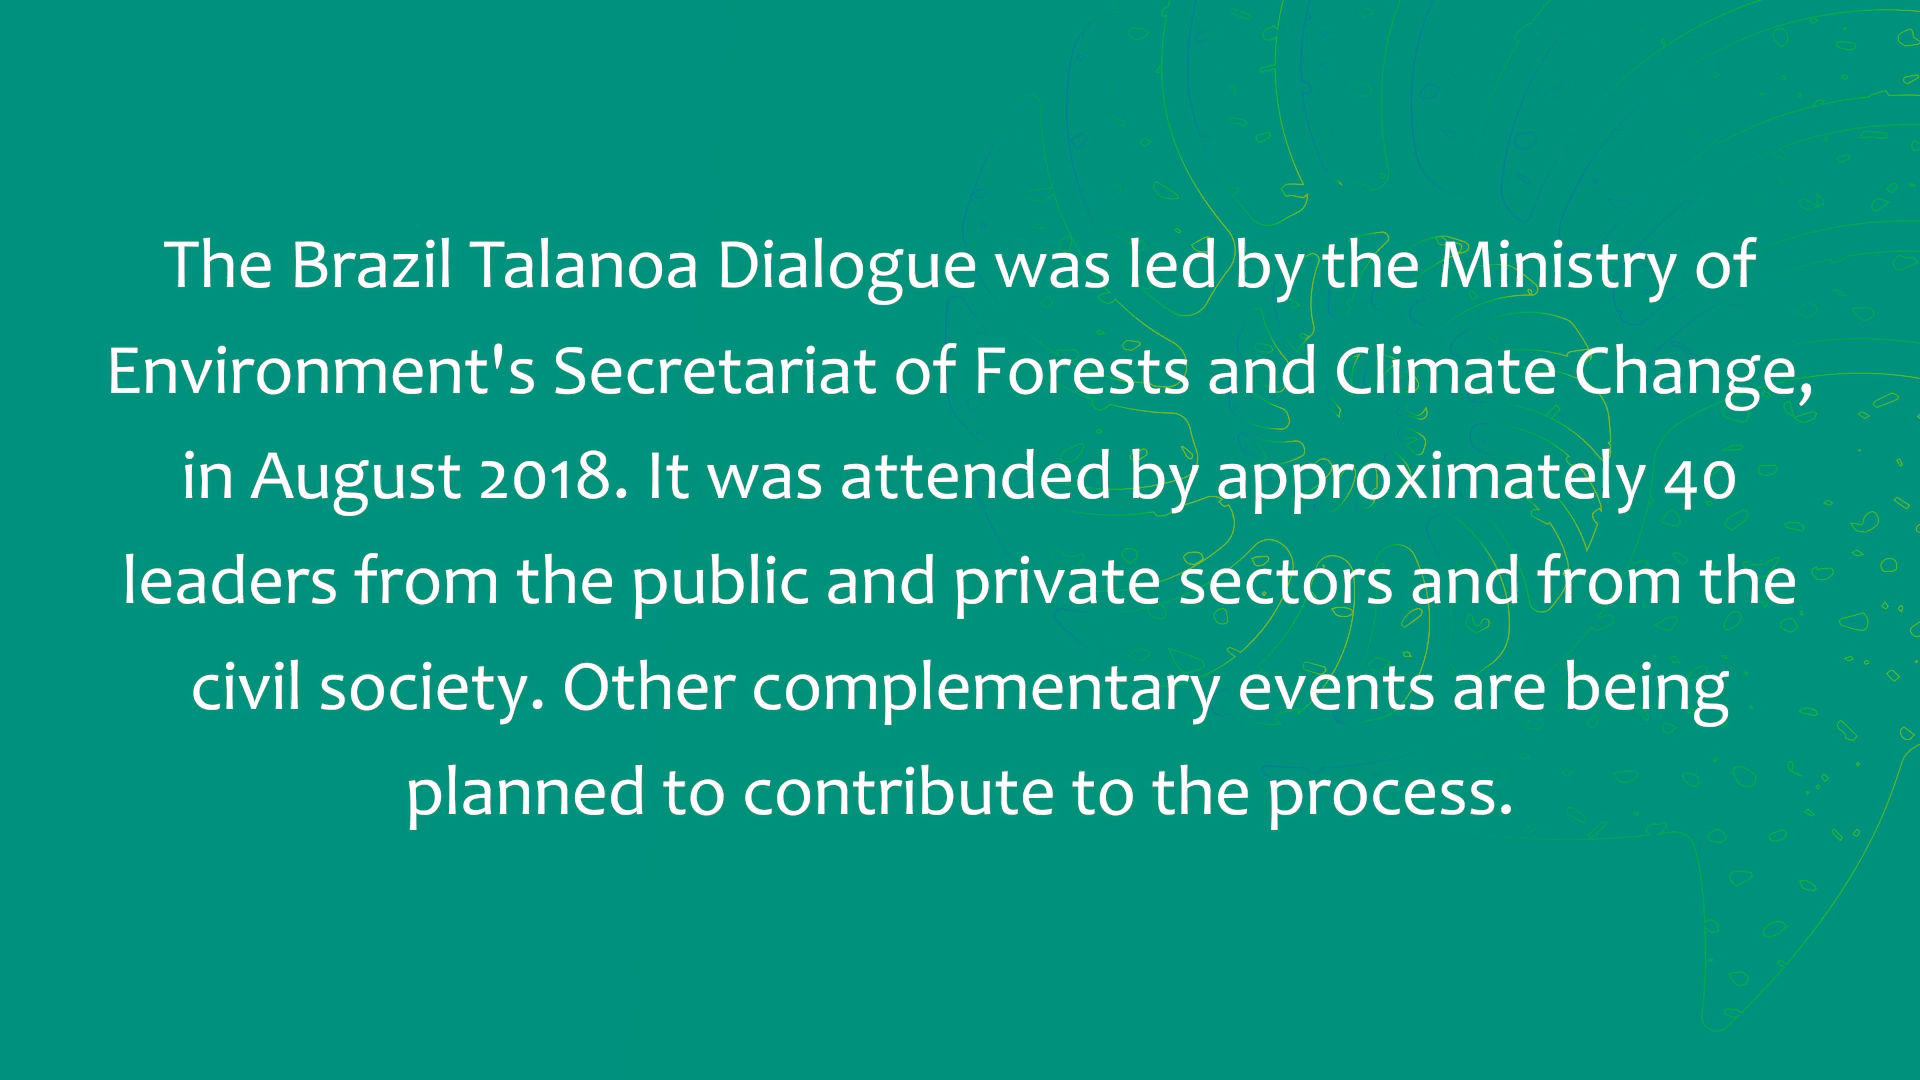 The Brazil Talanoa Dialogue was led by the Ministry of
Environment's Secretariat of Forests and Climate Change,
in August 2018. It was attended by approximately 40
leaders from the public and private sectors and from the
civil society. Other complementary events are being
planned to contribute to the process.